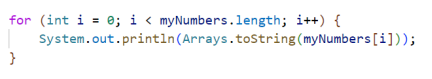 for (int i = 0; i < myNumbers.length; i++) {
    System.out.println(Arrays.toString(myNumbers[i]));
}